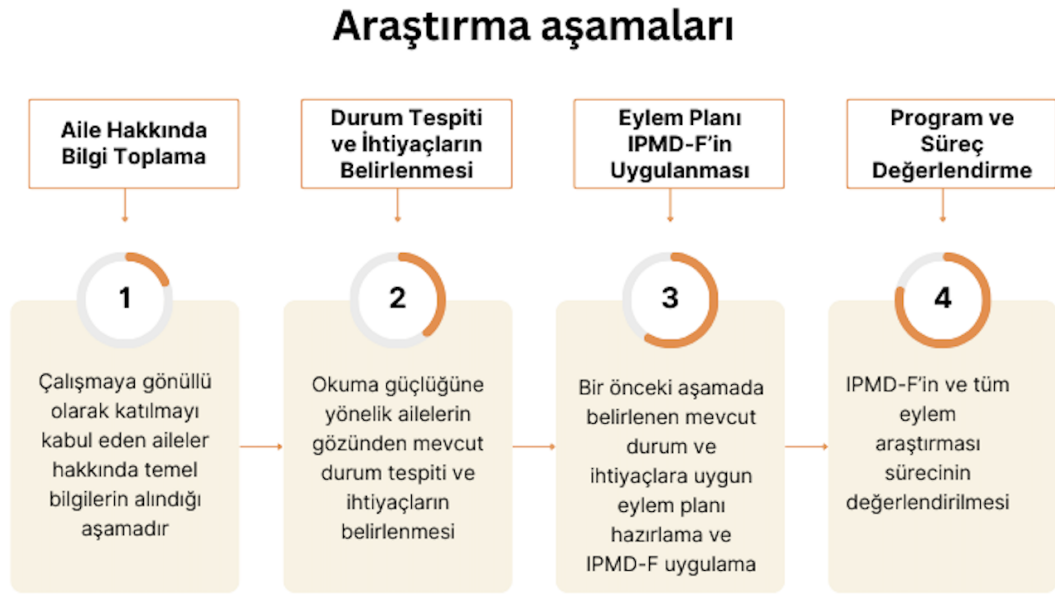 Araştırma aşamaları
Aile Hakkında
Bilgi Toplama
Durum Tespiti
ve İhtiyaçların
Belirlenmesi
Eylem Planı
IPMD-F’in
Uygulanması
Program ve
Süreç
Değerlendirme
1
Çalışmaya gönüllü
olarak katılmayı
kabul eden aileler
hakkında temel
bilgilerin alındığı
aşamadır
2
Okuma güçlüğüne
yönelik ailelerin
gözünden mevcut
durum tespiti ve
ihtiyaçların
belirlenmesi
3
Bir önceki aşamada
belirlenen mevcut
durum ve
ihtiyaçlara uygun
eylem planı
hazırlama ve
IPMD-F uygulama
4
IPMD-F’in ve tüm
eylem
araştırması
sürecinin
değerlendirilmesi